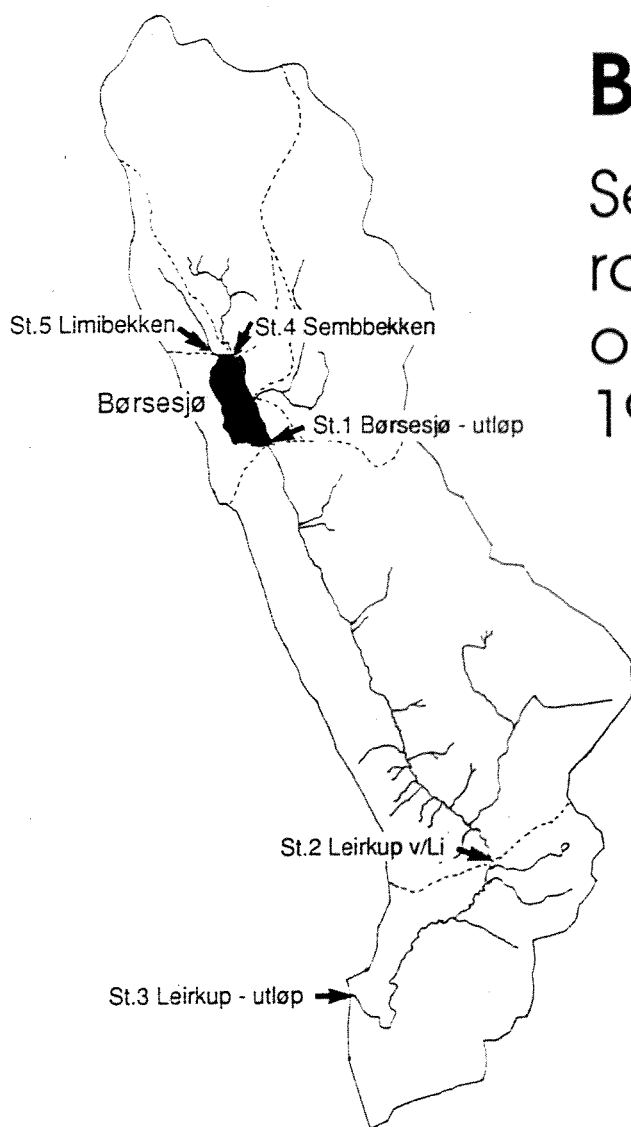 B
Se
St.5 Limibekken
St.4 Sembbekken
Børsesjø
St.1 Børsesjø - utløp
St.2 Leirkup v/Li
St.3 Leirkup - utløp